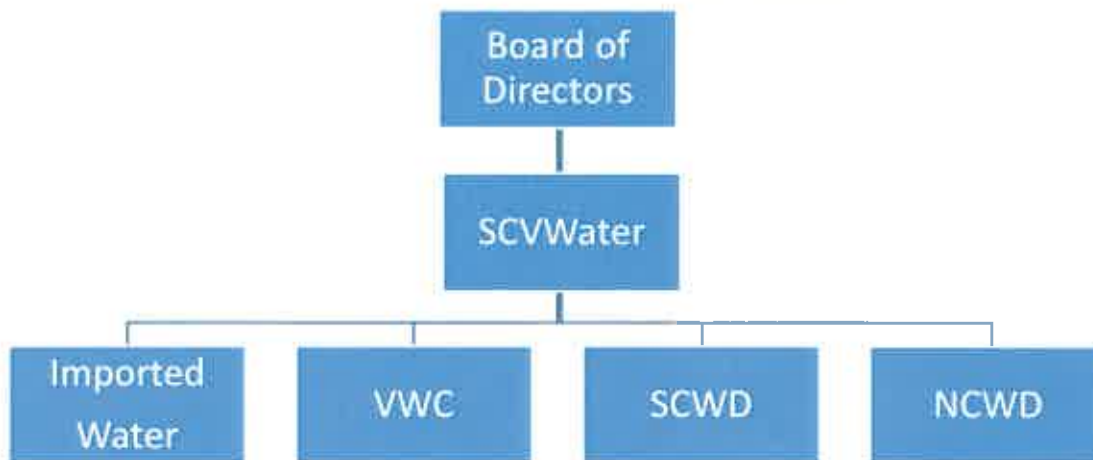 Board of
Directors
SCVWater
Imported
Water
VWC
SCWD
NCWD